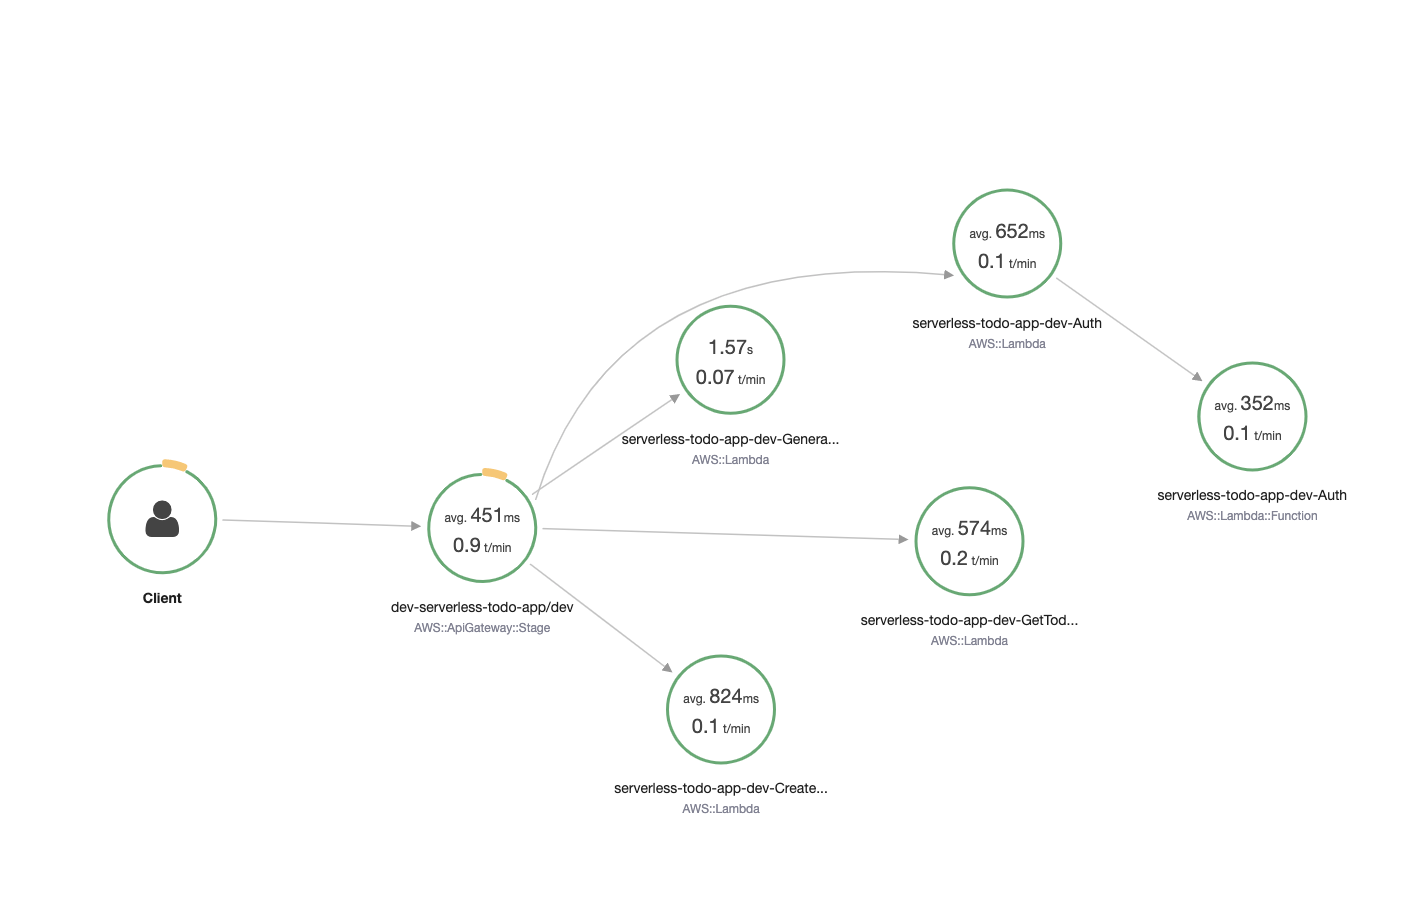 avg. 652ms
0.1 t/min
serverless-todo-app-dev-Auth
AWS::Lambda
1.57s
0.07 t/min
serverless-todo-app-dev-Genera...
AWS::Lambda
avg. 352ms
0.1 t/min
serverless-todo-app-dev-Auth
AWS::Lambda::Function
Client
avg. 451ms
0.9 t/min
dev-serverless-todo-app/dev
AWS::ApiGateway::Stage
avg. 574ms
0.2 t/min
serverless-todo-app-dev-GetTod...
AWS::Lambda
avg. 824ms
0.1 t/min
serverless-todo-app-dev-Create...
AWS::Lambda